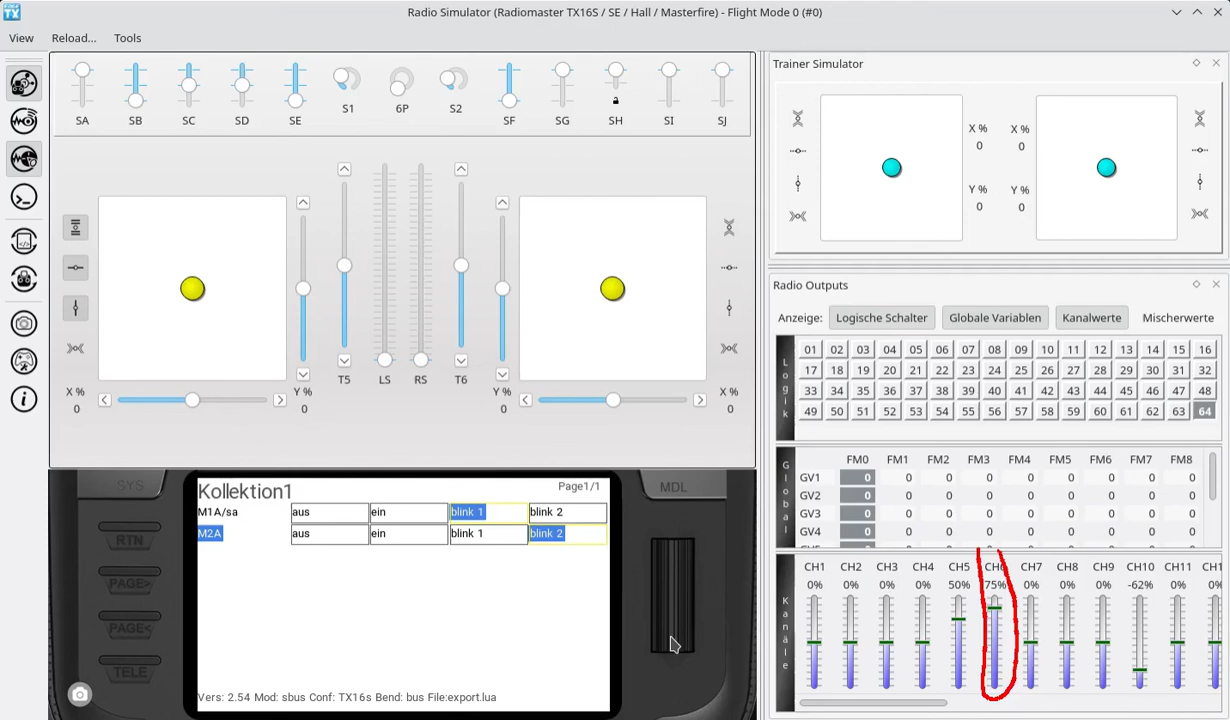 Radio Simulator (Radiomaster TX16S / SE / Hall / Masterfire) - Flight Mode 0 (#0)
View Reload... Tools
SA SB SC SD SE S1 6P S2 SF SG SH SI SJ
T5 LS RS T6
X %
0
Y %
0
Y %
0
X %
0
Trainer Simulator
X %
0
X %
0
Y %
0
Y %
0
Radio Outputs
Anzeige: Logische Schalter Globale Variablen Kanalwerte Mischerwerte
Logik
01 02 03 04 05 06 07 08 09 10 11 12 13 14 15 16
17 18 19 20 21 22 23 24 25 26 27 28 29 30 31 32
33 34 35 36 37 38 39 40 41 42 43 44 45 46 47 48
49 50 51 52 53 54 55 56 57 58 59 60 61 62 63 64
Global
FM0 FM1 FM2 FM3 FM4 FM5 FM6 FM7 FM8
GV1 0 0 0 0 0 0 0 0 0
GV2 0 0 0 0 0 0 0 0 0
GV3 0 0 0 0 0 0 0 0 0
GV4 0 0 0 0 0 0 0 0 0
Kanäle
CH1 CH2 CH3 CH4 CH5 CH6 CH7 CH8 CH9 CH10 CH11
0% 0% 0% 0% 50% 75% 0% 0% 0% -62% 0%
SYS
RTN
PAGE>
PAGE<
TELE
MDL
Kollektion1 Page1/1
M1A/sa aus ein blink 1 blink 2
M2A aus ein blink 1 blink 2
Vers: 2.54 Mod: sbus Conf: TX16s Bend: bus File:export.lua